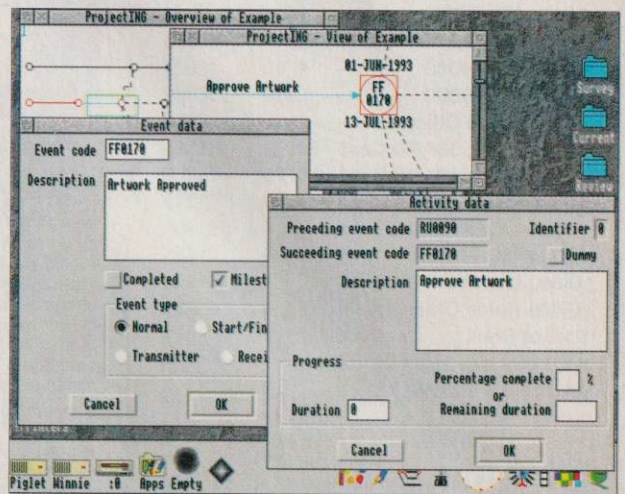 ProjectING - Overview of Example
ProjectING - View of Example
01-JUN-1993
Approve Artwork
FF
0170
13-JUL-1993
Survey
Current
Review
Event data
Event code FF0170
Description Artwork Approved
Completed Milest
Event type
Normal Start/Fin
Transmitter Recei
Cancel OK
Activity data
Preceding event code RU0090 Identifier 0
Succeeding event code FF0170 Dummy
Description Approve Artwork
Progress
Percentage complete %
or
Duration 0 Remaining duration
Cancel OK
Piglet Winnie :0 Apps Empty